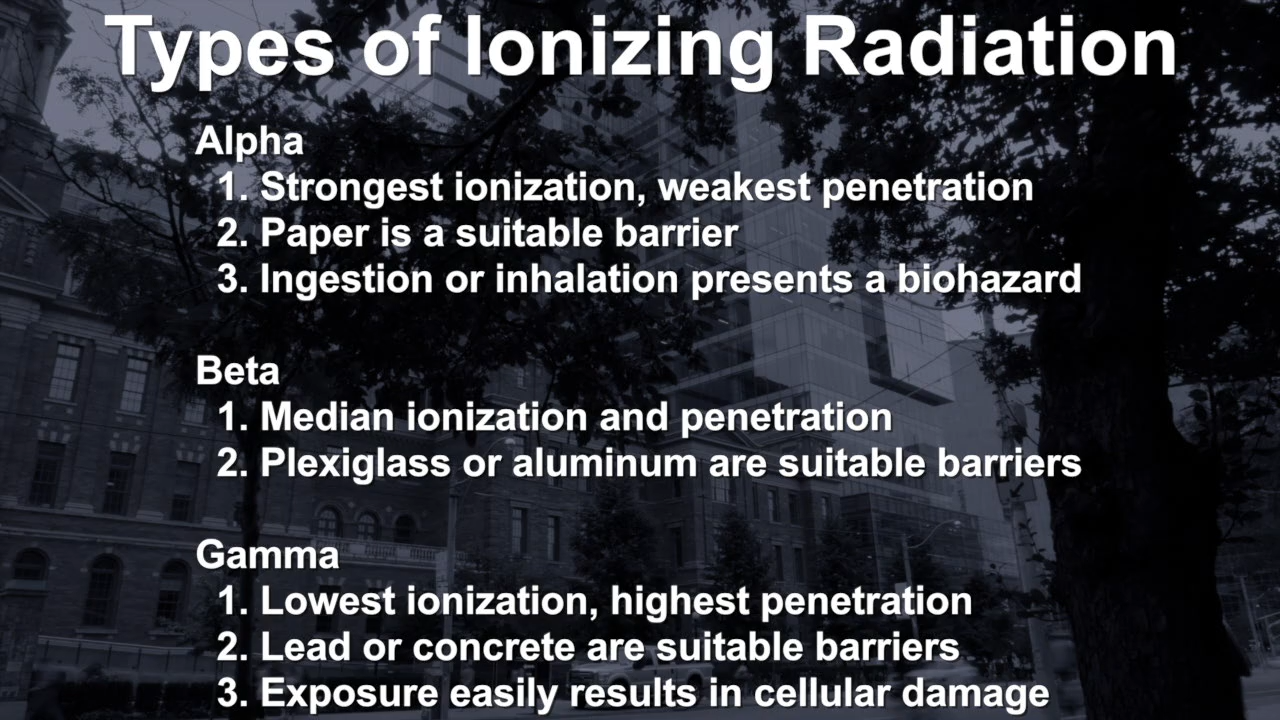 Types of Ionizing Radiation
Alpha
1. Strongest ionization, weakest penetration
2. Paper is a suitable barrier
3. Ingestion or inhalation presents a biohazard
Beta
1. Median ionization and penetration
2. Plexiglass or aluminum are suitable barriers
Gamma
1. Lowest ionization, highest penetration
2. Lead or concrete are suitable barriers
3. Exposure easily results in cellular damage